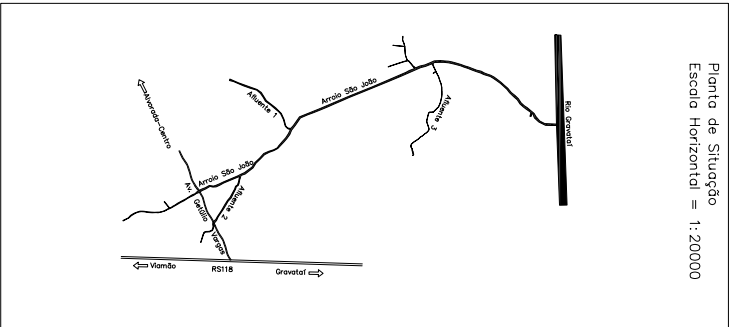 Planta de Situação
Escala Horizontal = 1:20000
Rio Gravataí
Arroio São João
Afluente 1
Afluente 3
Alvorada-Centro
Arroio São João
Av. Getúlio Vargas
Afluente 2
Viamão
RS118
Gravataí